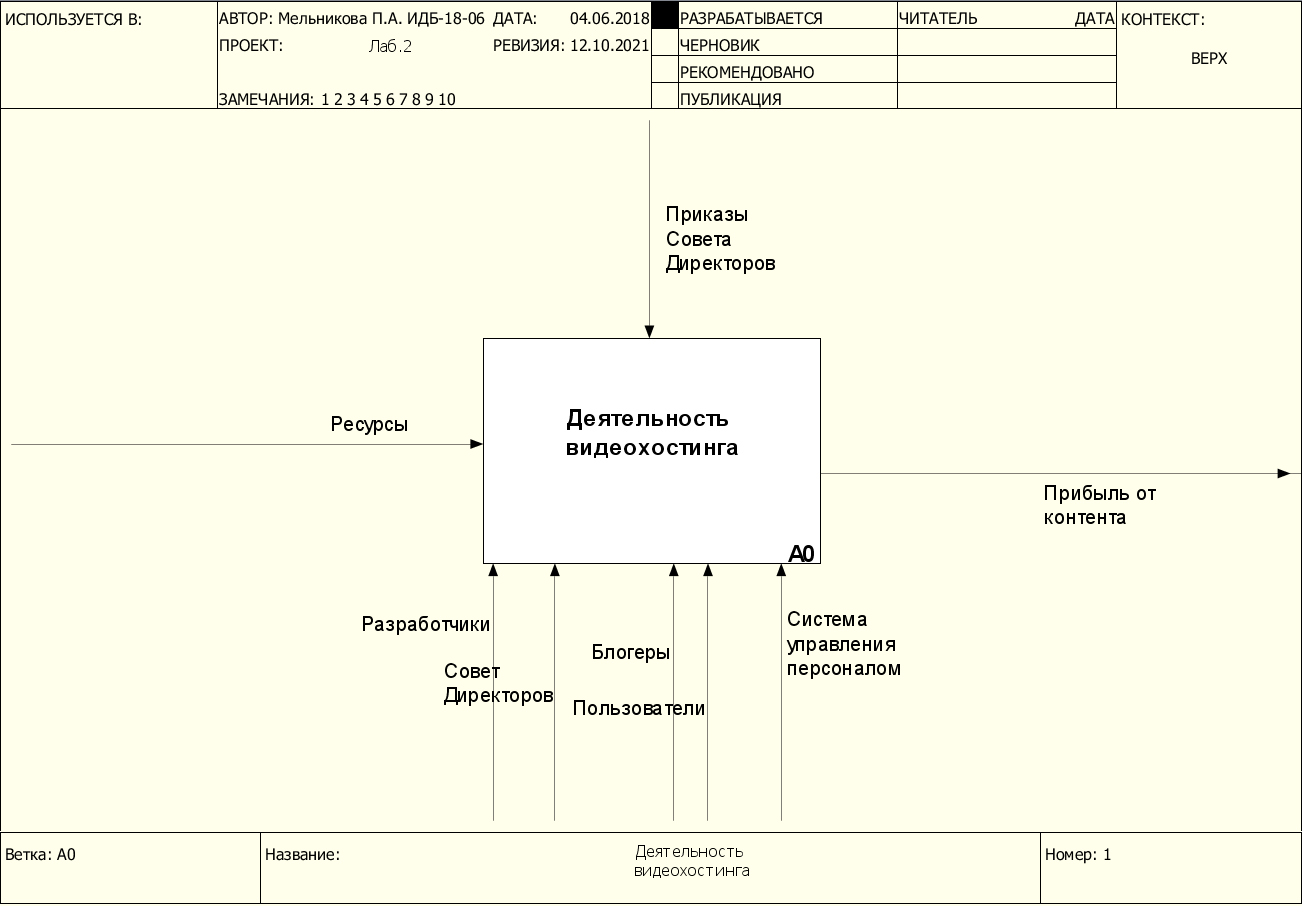 ИСПОЛЬЗУЕТСЯ В:
АВТОР: Мельникова П.А. ИДБ-18-06 ДАТА: 04.06.2018
ПРОЕКТ: Лаб.2 РЕВИЗИЯ: 12.10.2021
ЗАМЕЧАНИЯ: 1 2 3 4 5 6 7 8 9 10
РАЗРАБАТЫВАЕТСЯ
ЧЕРНОВИК
РЕКОМЕНДОВАНО
ПУБЛИКАЦИЯ
ЧИТАТЕЛЬ ДАТА
КОНТЕКСТ:
ВЕРХ
Приказы
Совета
Директоров
Ресурсы
Деятельность
видеохостинга
A0
Прибыль от
контента
Разработчики
Совет
Директоров
Блогеры
Пользователи
Система
управления
персоналом
Ветка: A0
Название:
Деятельность
видеохостинга
Номер: 1